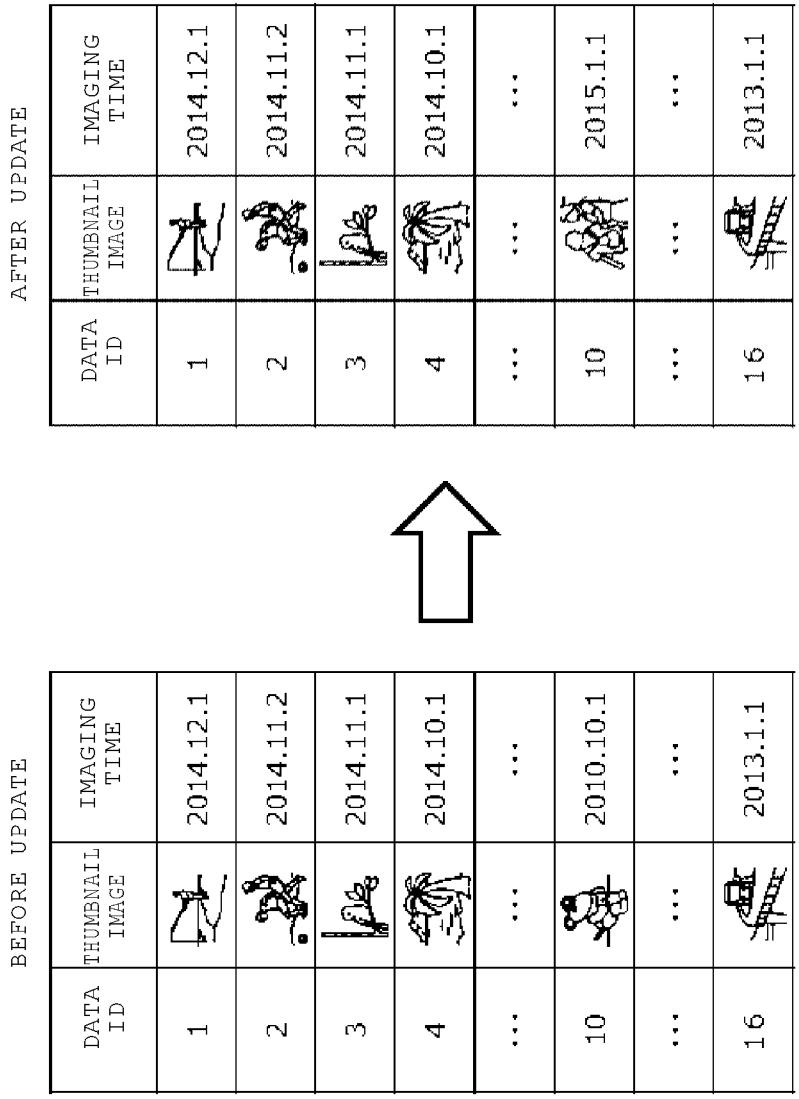 BEFORE UPDATE
DATA
ID
THUMBNAIL
IMAGE
IMAGING
TIME
1
2014.12.1
2
2014.11.2
3
2014.11.1
4
2014.10.1
... ... ...
10
2010.10.1
... ... ...
16
2013.1.1
AFTER UPDATE
DATA
ID
THUMBNAIL
IMAGE
IMAGING
TIME
1
2014.12.1
2
2014.11.2
3
2014.11.1
4
2014.10.1
... ... ...
10
2015.1.1
... ... ...
16
2013.1.1